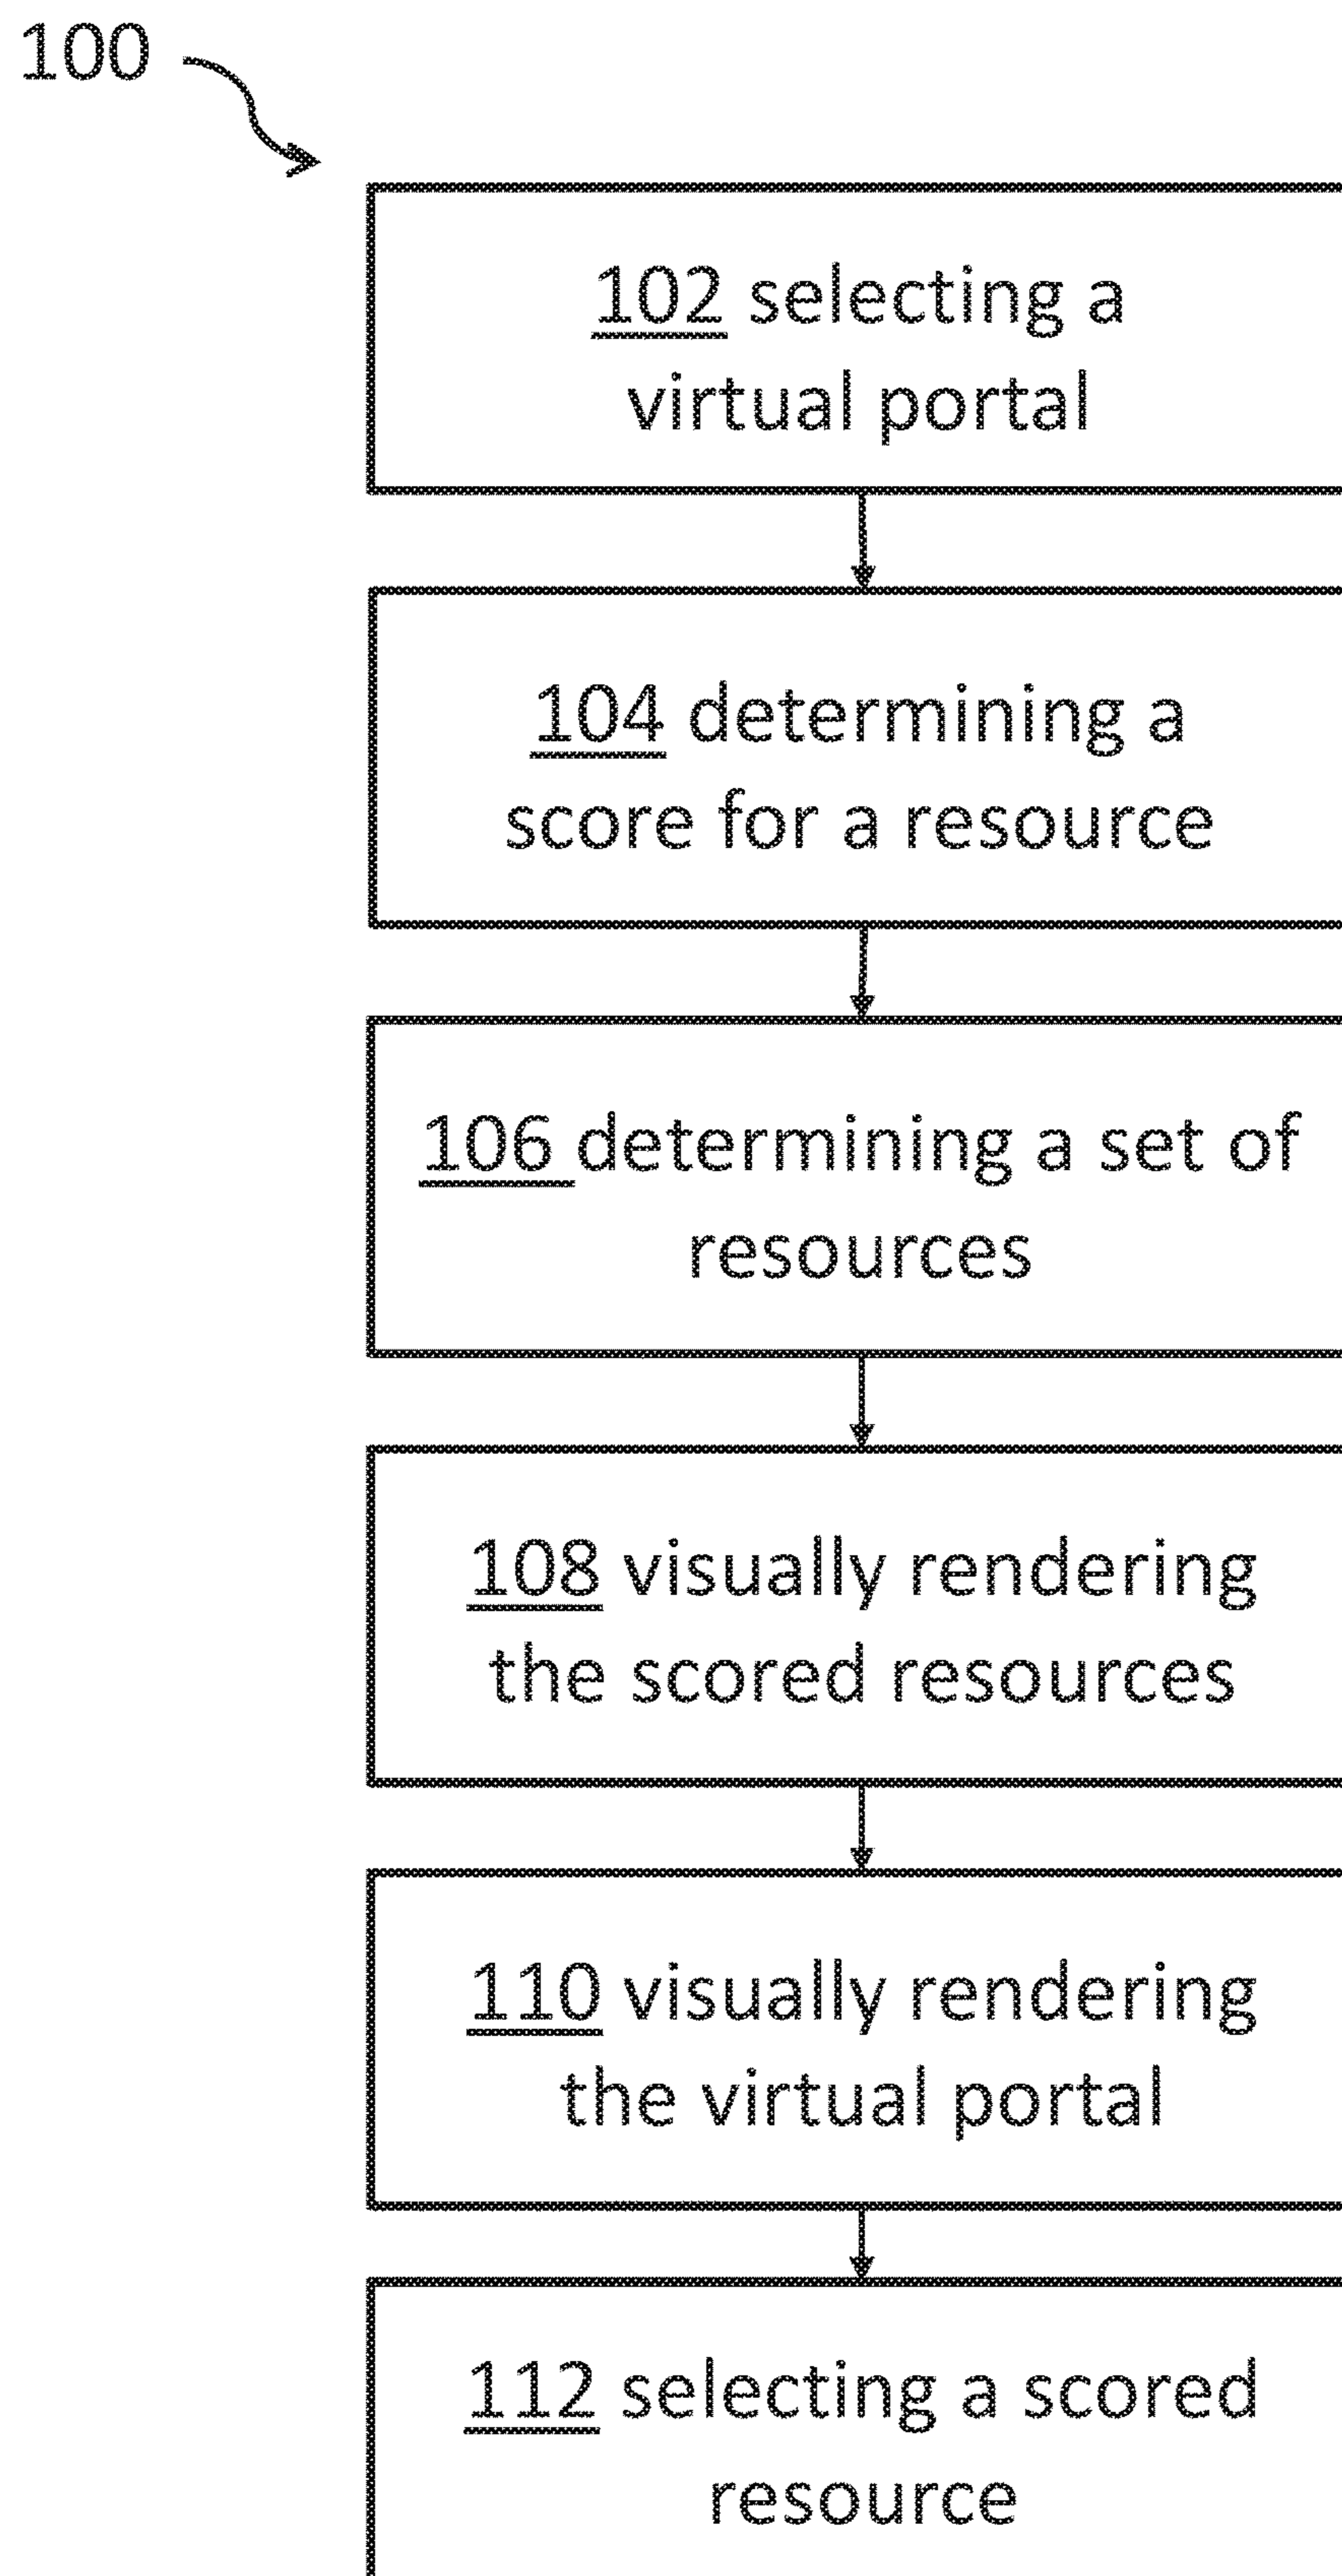 100
102 selecting a
virtual portal
104 determining a
score for a resource
106 determining a set of
resources
108 visually rendering
the scored resources
110 visually rendering
the virtual portal
112 selecting a scored
resource